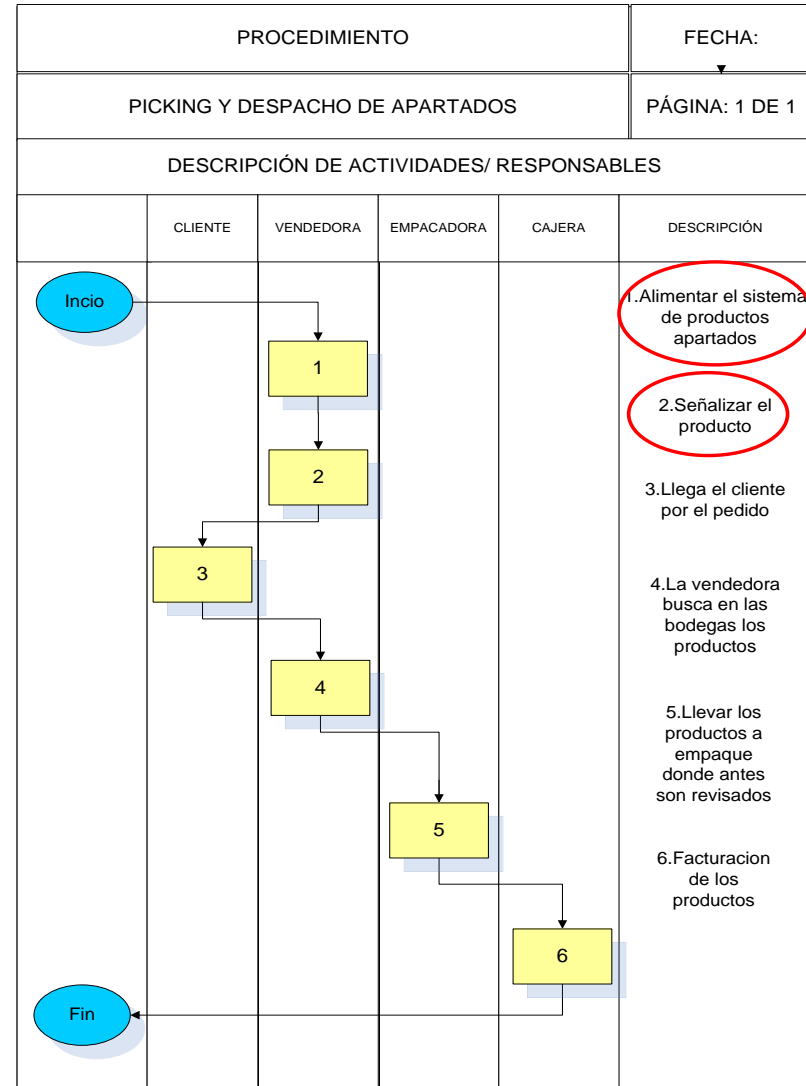 PROCEDIMIENTO
FECHA:
PICKING Y DESPACHO DE APARTADOS
PÁGINA: 1 DE 1
DESCRIPCIÓN DE ACTIVIDADES/ RESPONSABLES
CLIENTE
VENDEDORA
EMPACADORA
CAJERA
DESCRIPCIÓN
Incio
1.Alimentar el sistema
de productos
apartados
1
2.Señalizar el
producto
2
3.Llega el cliente
por el pedido
3
4.La vendedora
busca en las
bodegas los
productos
4
5.Llevar los
productos a
empaque
donde antes
son revisados
5
6.Facturacion
de los
productos
6
Fin